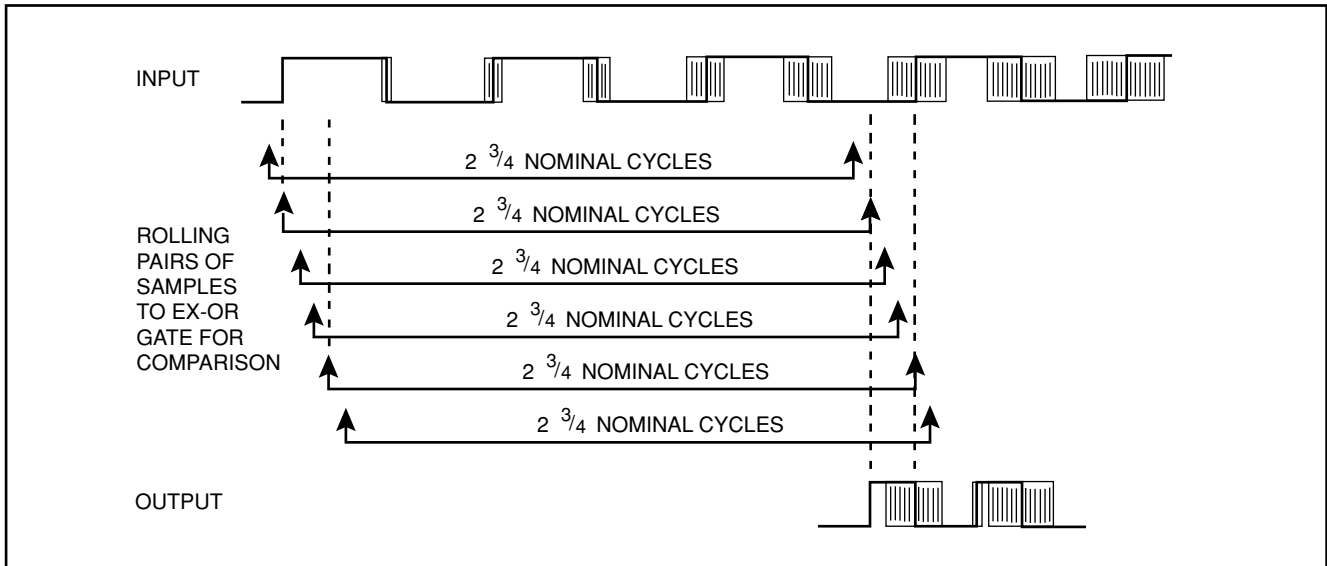 INPUT
2 3/4 NOMINAL CYCLES
2 3/4 NOMINAL CYCLES
ROLLING
PAIRS OF
SAMPLES
TO EX-OR
GATE FOR
COMPARISON
2 3/4 NOMINAL CYCLES
2 3/4 NOMINAL CYCLES
2 3/4 NOMINAL CYCLES
2 3/4 NOMINAL CYCLES
OUTPUT